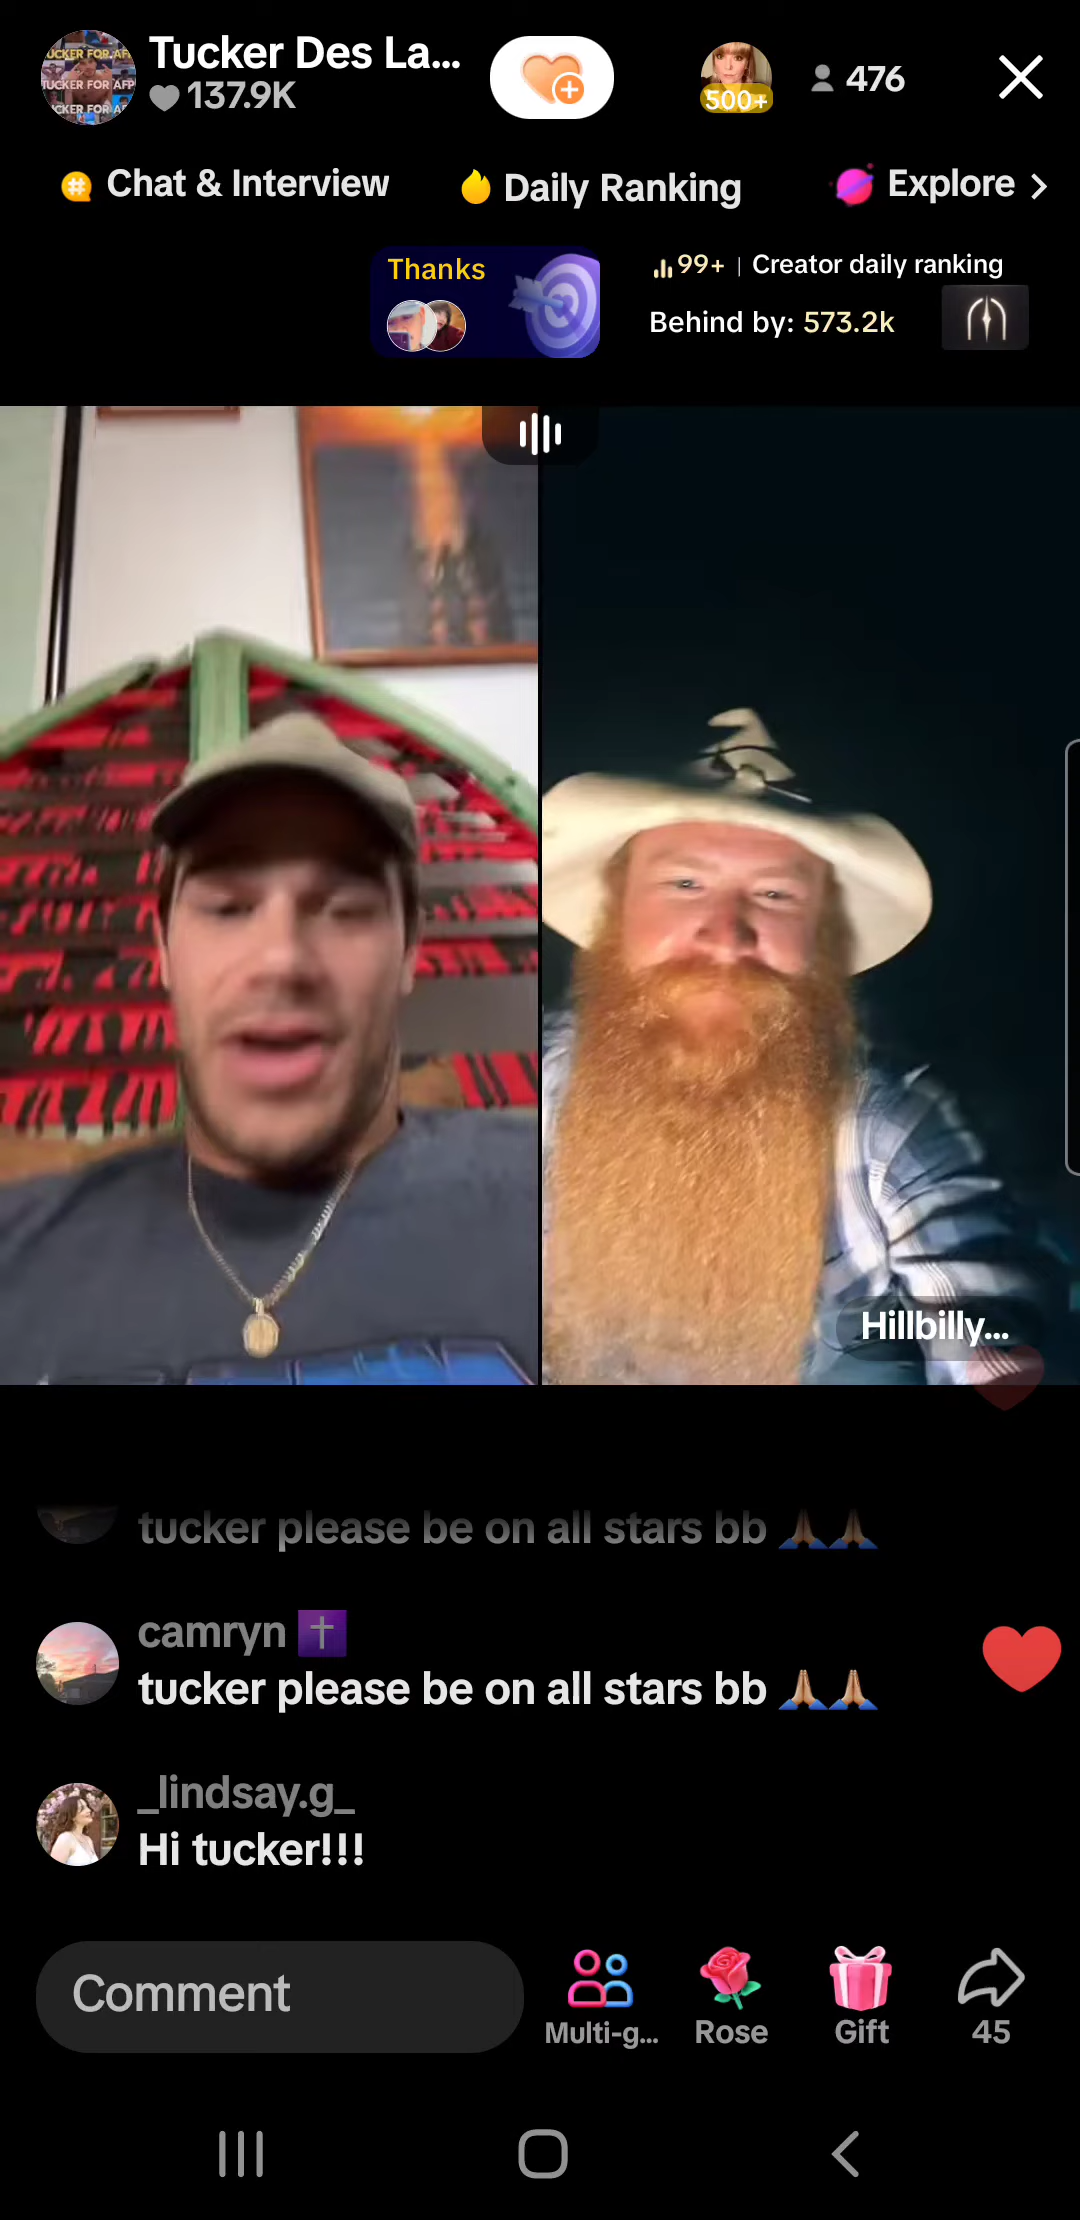 Tucker Des La...
137.9K
500+
476
Chat & Interview
Daily Ranking
Explore >
Thanks
99+ | Creator daily ranking
Behind by: 573.2k
Hillbilly...
tucker please be on all stars bb 🙏🙏
camryn ✝️
tucker please be on all stars bb 🙏🙏
_lindsay.g_
Hi tucker!!!
Comment
Multi-g...
Rose
Gift
45